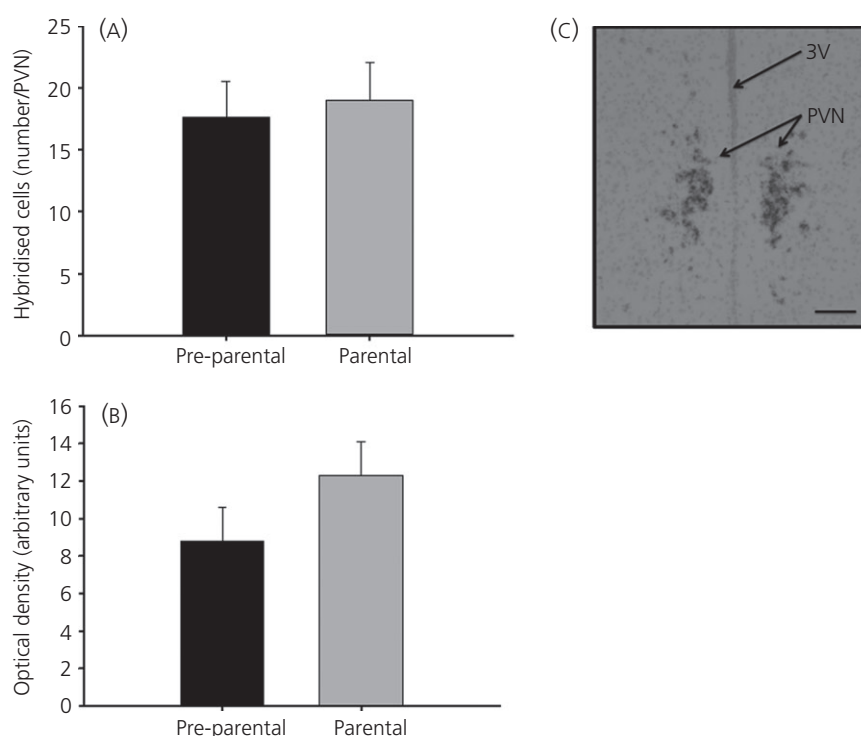 (A)
Hybridised cells (number/PVN)
25
20
15
10
5
0
Pre-parental Parental
(B)
Optical density (arbitrary units)
16
14
12
10
8
6
4
2
0
Pre-parental Parental
(C)
3V
PVN